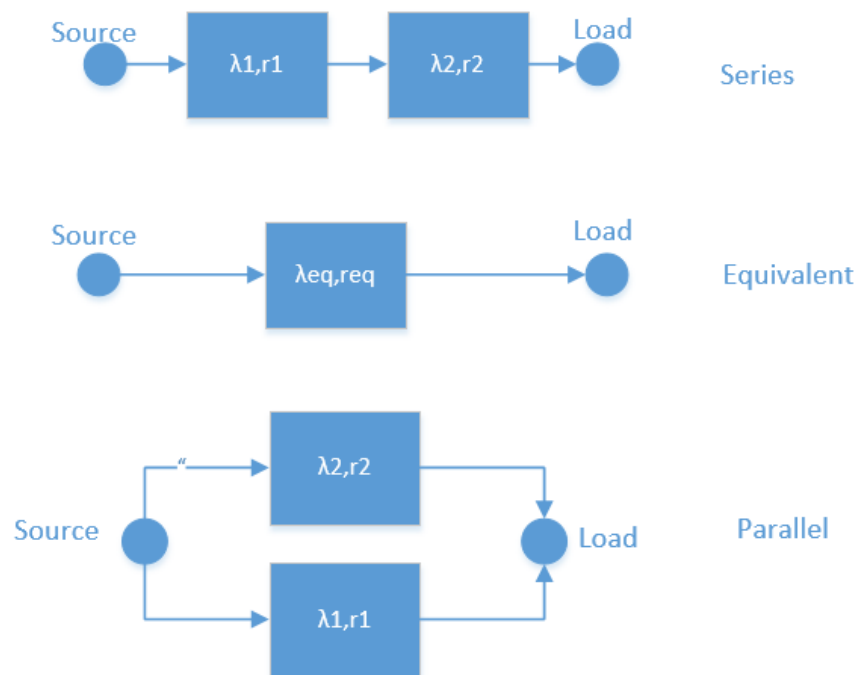 Source
Load
λ1,r1
λ2,r2
Series
Source
Load
λeq,req
Equivalent
“
λ2,r2
Source
Load
Parallel
λ1,r1